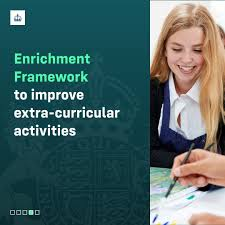 Enrichment
Framework
to improve
extra-curricular
activities